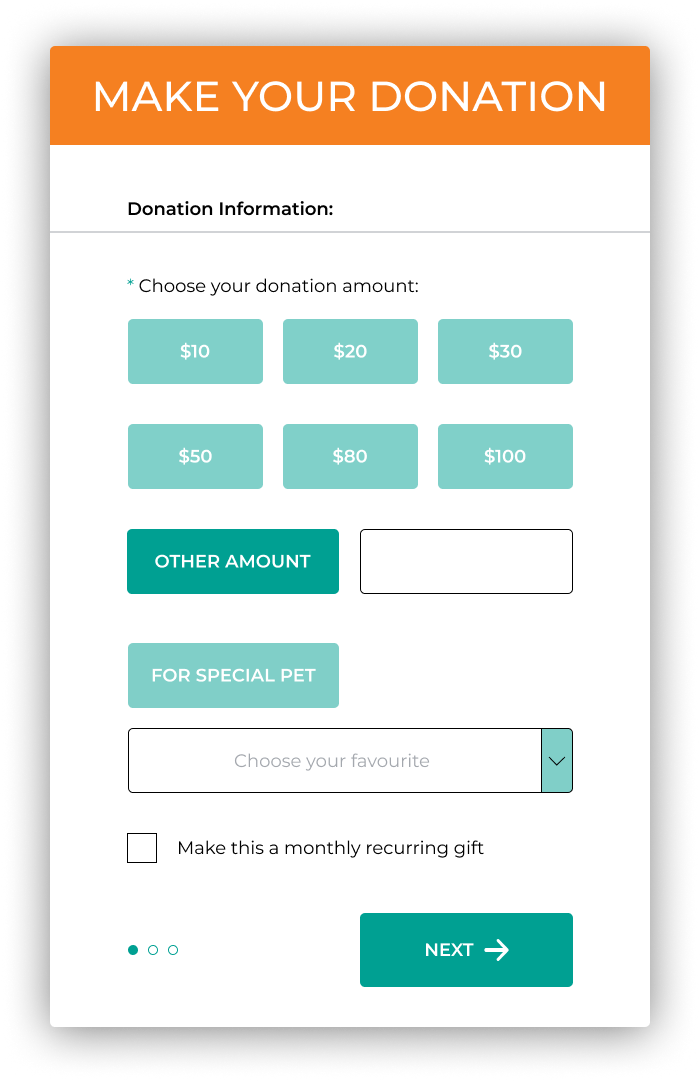 MAKE YOUR DONATION
Donation Information:
* Choose your donation amount:
$10 $20 $30
$50 $80 $100
OTHER AMOUNT
FOR SPECIAL PET
Choose your favourite
Make this a monthly recurring gift
NEXT